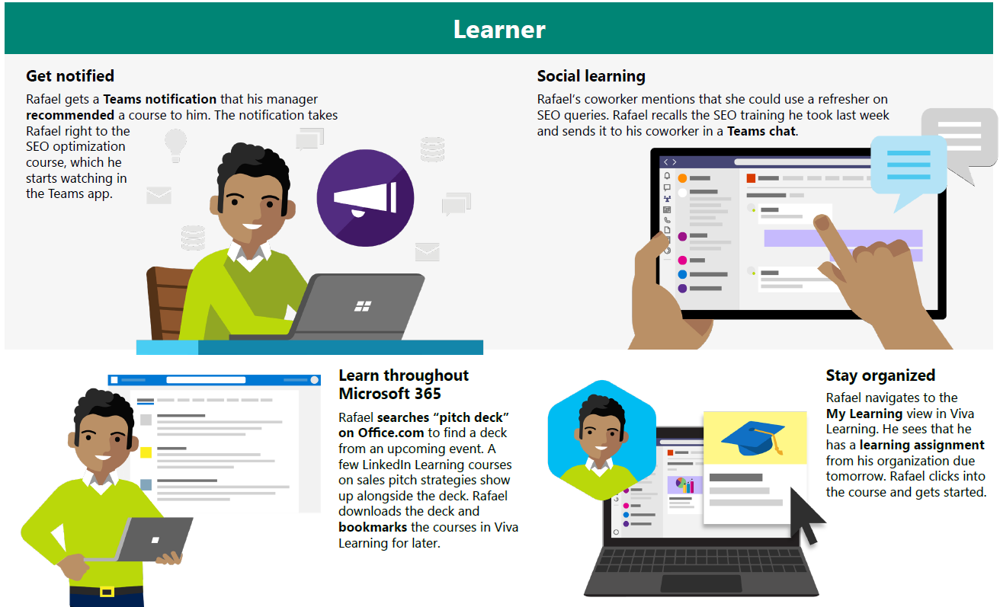 Learner
Get notified
Rafael gets a Teams notification that his manager
recommended a course to him. The notification takes
Rafael right to the
SEO optimization
course, which he
starts watching in
the Teams app.
Social learning
Rafael's coworker mentions that she could use a refresher on
SEO queries. Rafael recalls the SEO training he took last week
and sends it to his coworker in a Teams chat.
Learn throughout
Microsoft 365
Rafael searches “pitch deck”
on Office.com to find a deck
from an upcoming event. A
few LinkedIn Learning courses
on sales pitch strategies show
up alongside the deck. Rafael
downloads the deck and
bookmarks the courses in Viva
Learning for later.
Stay organized
Rafael navigates to the
My Learning view in Viva
Learning. He sees that he
has a learning assignment
from his organization due
tomorrow. Rafael clicks into
the course and gets started.